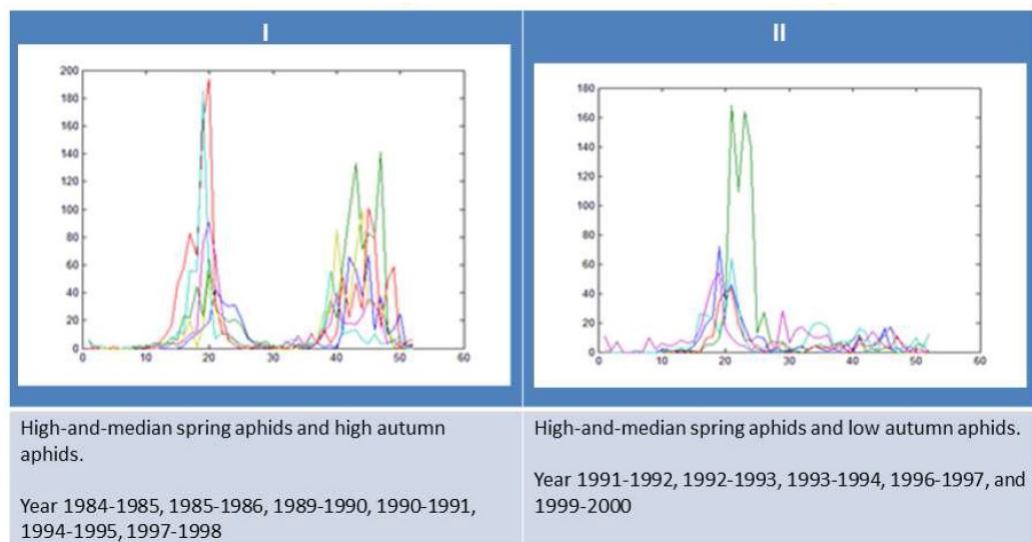 I
II
200
180
160
140
120
100
80
60
40
20
0
0 10 20 30 40 50 60
180
160
140
120
100
80
60
40
20
0
0 10 20 30 40 50 60
High-and-median spring aphids and high autumn
aphids.
Year 1984-1985, 1985-1986, 1989-1990, 1990-1991,
1994-1995, 1997-1998
High-and-median spring aphids and low autumn aphids.
Year 1991-1992, 1992-1993, 1993-1994, 1996-1997, and
1999-2000